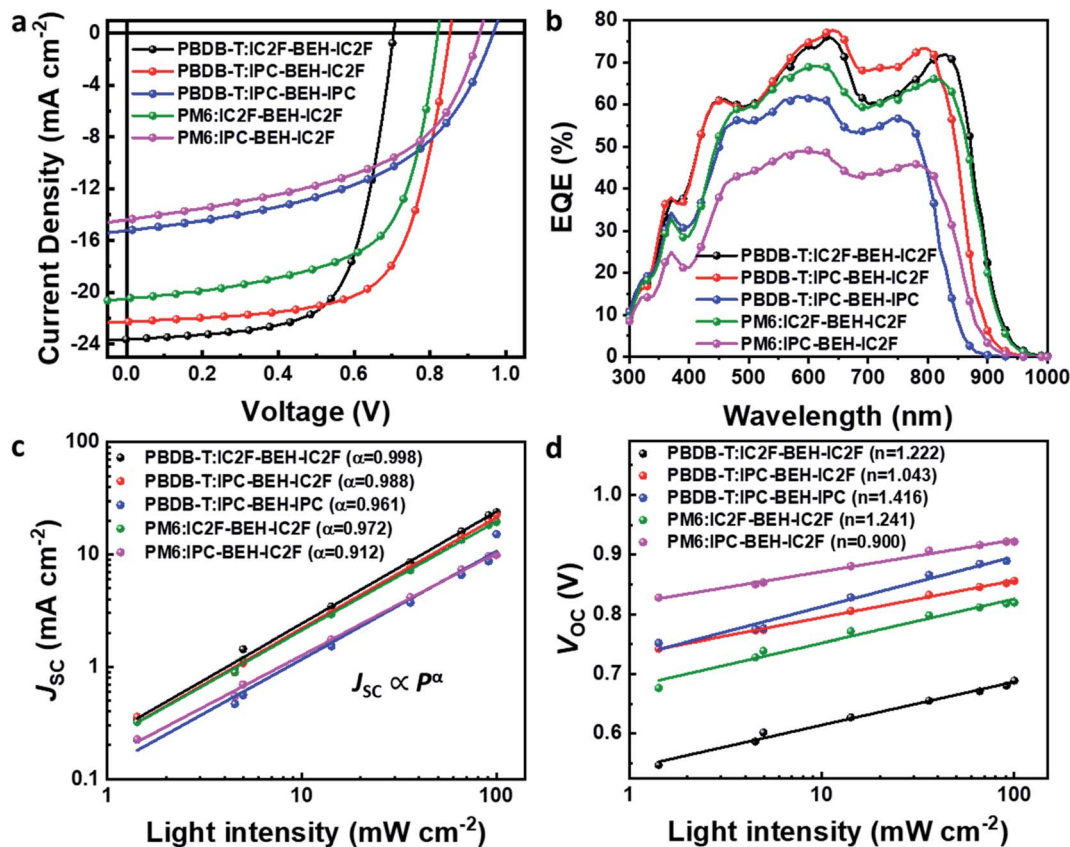 a
PBDB-T:IC2F-BEH-IC2F
PBDB-T:IPC-BEH-IC2F
PBDB-T:IPC-BEH-IPC
PM6:IC2F-BEH-IC2F
PM6:IPC-BEH-IC2F
0
-4
-8
-12
-16
-20
-24
Current Density (mA cm⁻²)
0.0 0.2 0.4 0.6 0.8 1.0
Voltage (V)
b
80
70
60
50
40
30
20
10
0
EQE (%)
PBDB-T:IC2F-BEH-IC2F
PBDB-T:IPC-BEH-IC2F
PBDB-T:IPC-BEH-IPC
PM6:IC2F-BEH-IC2F
PM6:IPC-BEH-IC2F
300 400 500 600 700 800 900 1000
Wavelength (nm)
c
PBDB-T:IC2F-BEH-IC2F (α=0.998)
PBDB-T:IPC-BEH-IC2F (α=0.988)
PBDB-T:IPC-BEH-IPC (α=0.961)
PM6:IC2F-BEH-IC2F (α=0.972)
PM6:IPC-BEH-IC2F (α=0.912)
100
10
1
0.1
J_SC (mA cm⁻²)
J_SC ∝ P^α
1 10 100
Light intensity (mW cm⁻²)
d
PBDB-T:IC2F-BEH-IC2F (n=1.222)
PBDB-T:IPC-BEH-IC2F (n=1.043)
PBDB-T:IPC-BEH-IPC (n=1.416)
PM6:IC2F-BEH-IC2F (n=1.241)
PM6:IPC-BEH-IC2F (n=0.900)
1.0
0.9
0.8
0.7
0.6
V_OC (V)
1 10 100
Light intensity (mW cm⁻²)